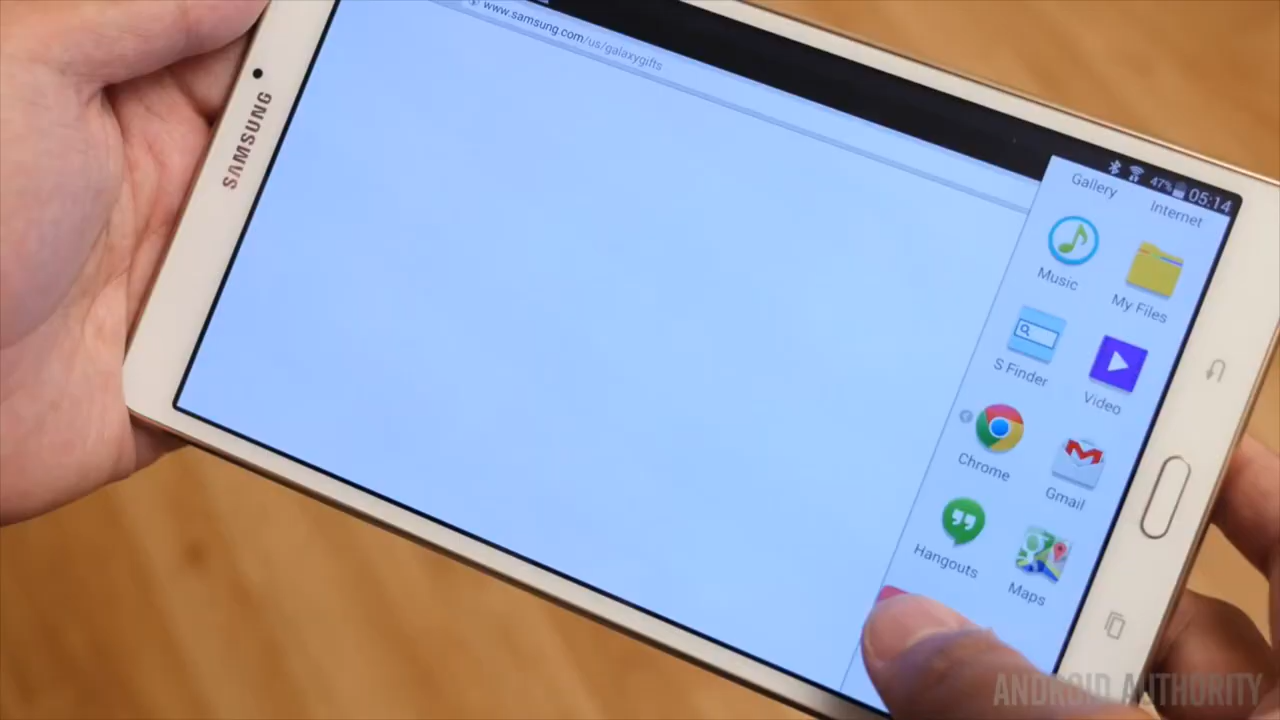 www.samsung.com/us/galaxygifts
SAMSUNG
47% 05:14
Gallery
Internet
Music
My Files
S Finder
Video
Chrome
Gmail
Hangouts
Maps
ANDROID AUTHORITY